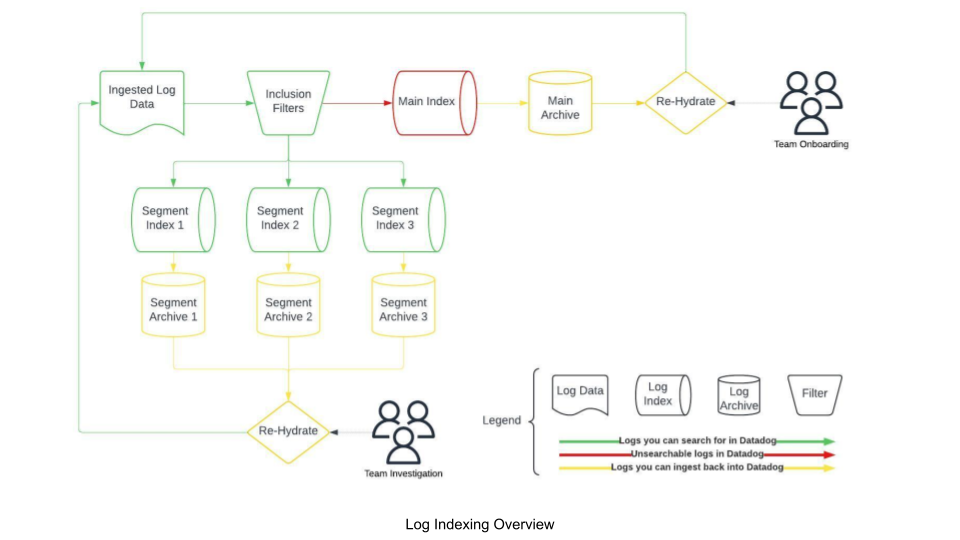 Ingested Log
Data
Inclusion
Filters
Main Index
Main
Archive
Re-Hydrate
Team Onboarding
Segment
Index 1
Segment
Index 2
Segment
Index 3
Segment
Archive 1
Segment
Archive 2
Segment
Archive 3
Re-Hydrate
Team Investigation
Legend
Log Data
Log
Index
Log
Archive
Filter
Logs you can search for in Datadog
Unsearchable logs in Datadog
Logs you can ingest back into Datadog
Log Indexing Overview